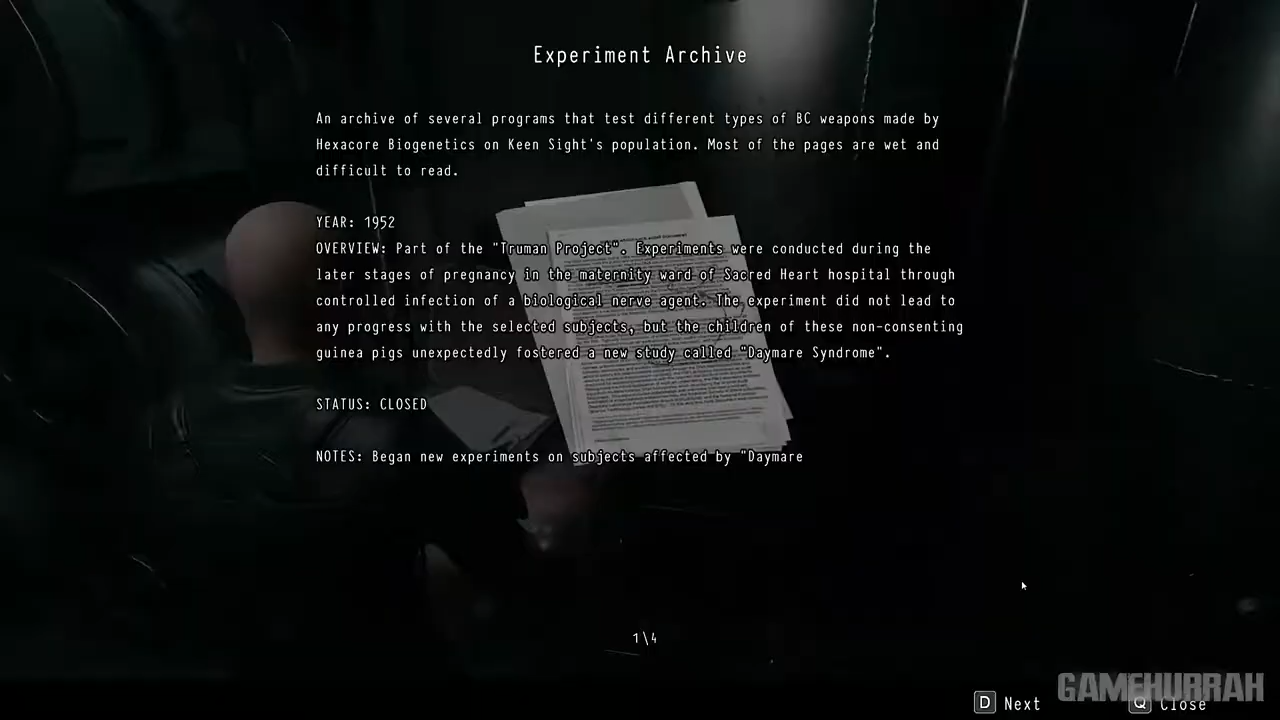 Experiment Archive
An archive of several programs that test different types of BC weapons made by
Hexacore Biogenetics on Keen Sight's population. Most of the pages are wet and
difficult to read.
YEAR: 1952
OVERVIEW: Part of the "Truman Project". Experiments were conducted during the
later stages of pregnancy in the maternity ward of Sacred Heart hospital through
controlled infection of a biological nerve agent. The experiment did not lead to
any progress with the selected subjects, but the children of these non-consenting
guinea pigs unexpectedly fostered a new study called "Daymare Syndrome".
STATUS: CLOSED
NOTES: Began new experiments on subjects affected by "Daymare
1\4
D Next
Q Close
GAMEHURRAH